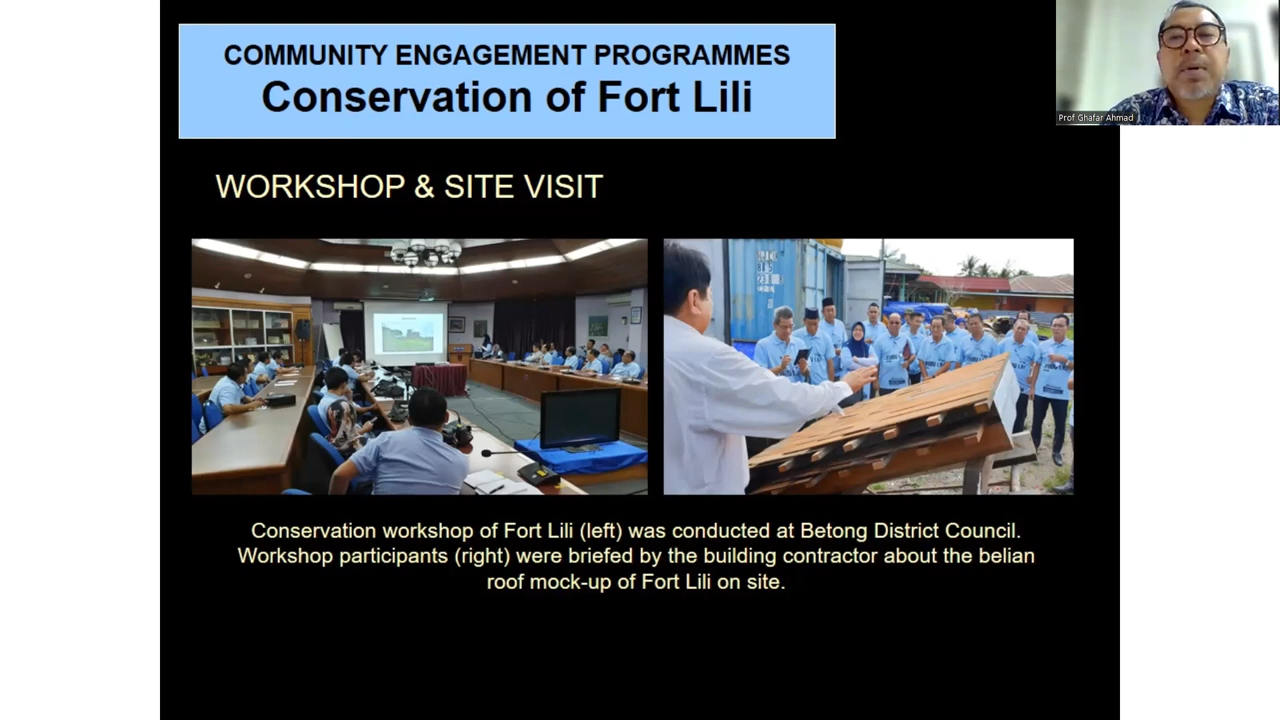 COMMUNITY ENGAGEMENT PROGRAMMES
Conservation of Fort Lili
Prof Ghafar Ahmad
WORKSHOP & SITE VISIT
Conservation workshop of Fort Lili (left) was conducted at Betong District Council.
Workshop participants (right) were briefed by the building contractor about the belian
roof mock-up of Fort Lili on site.